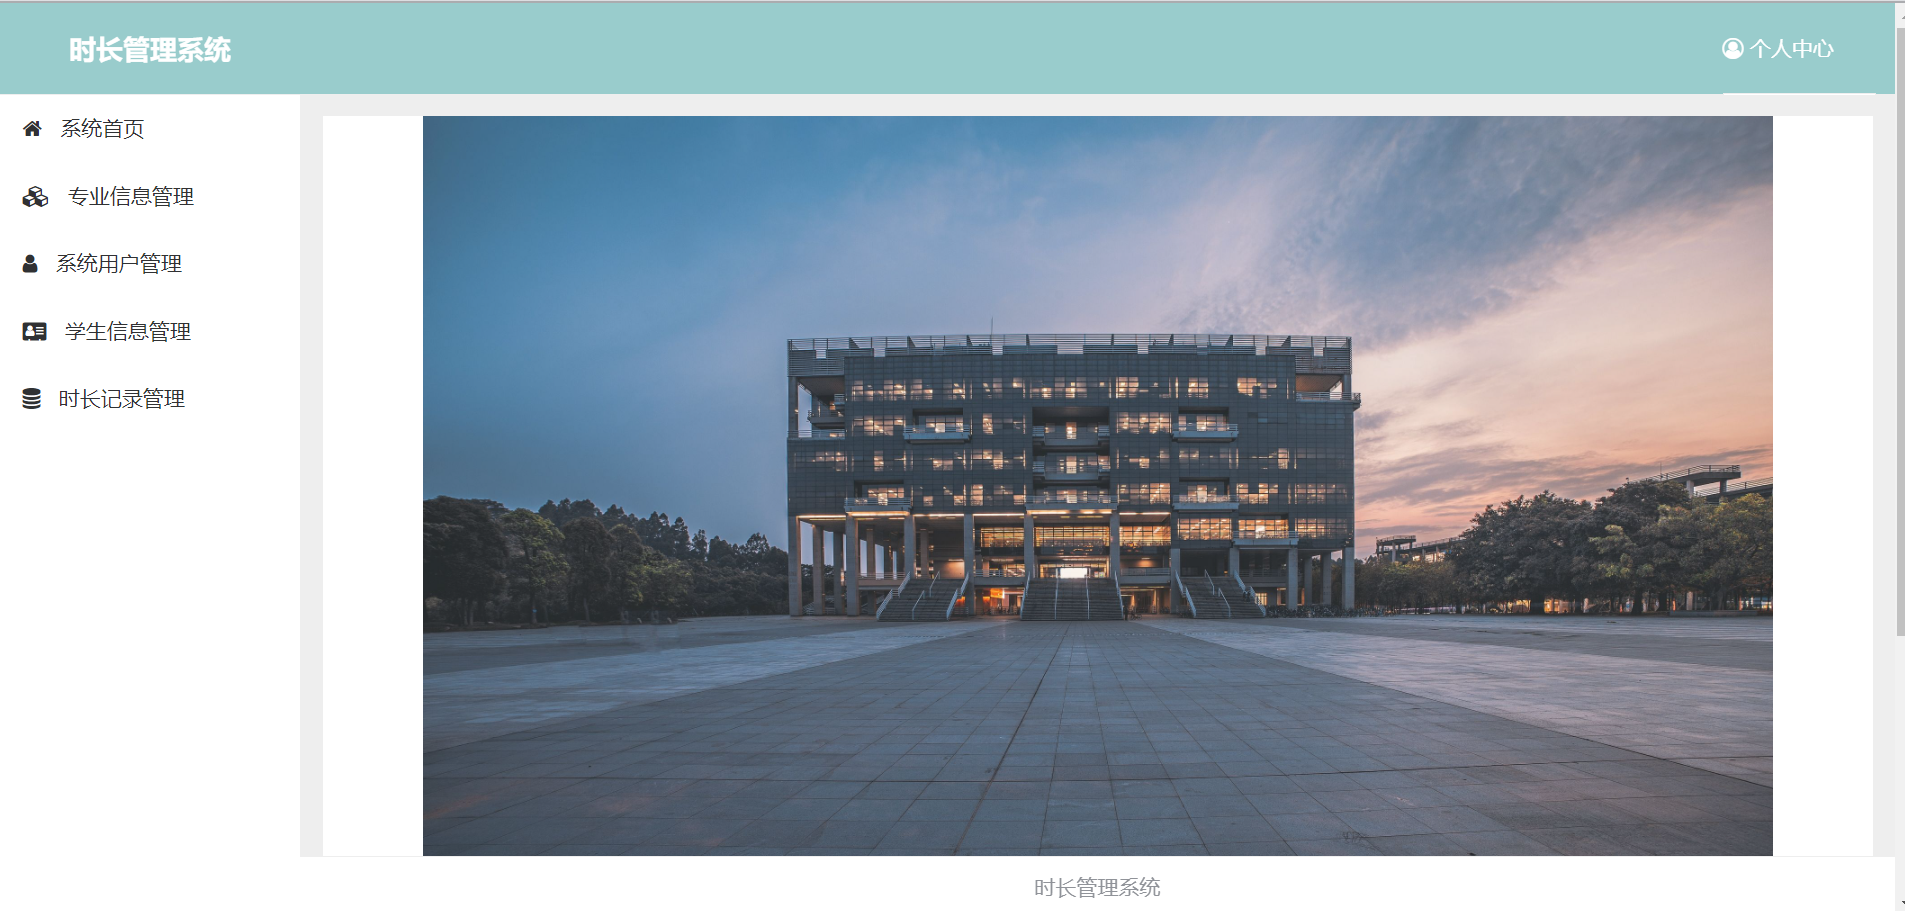 时长管理系统
个人中心
系统首页
专业信息管理
系统用户管理
学生信息管理
时长记录管理
时长管理系统